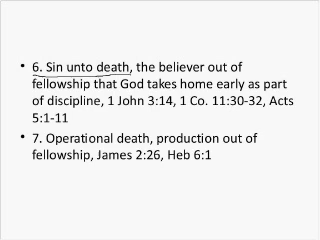 • 6. Sin unto death, the believer out of
fellowship that God takes home early as part
of discipline, 1 John 3:14, 1 Co. 11:30-32, Acts
5:1-11
• 7. Operational death, production out of
fellowship, James 2:26, Heb 6:1